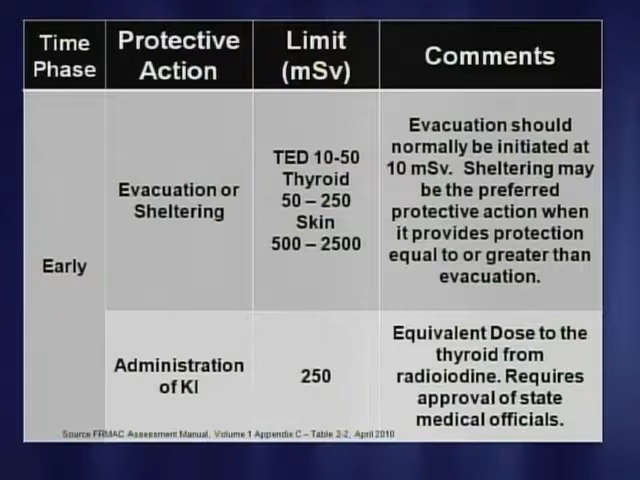 Time
Phase
Protective
Action
Limit
(mSv)
Comments
Early
Evacuation or
Sheltering
TED 10-50
Thyroid
50 – 250
Skin
500 – 2500
Evacuation should
normally be initiated at
10 mSv. Sheltering may
be the preferred
protective action when
it provides protection
equal to or greater than
evacuation.
Administration
of KI
250
Equivalent Dose to the
thyroid from
radioiodine. Requires
approval of state
medical officials.
Source FRMAC Assessment Manual, Volume 1 Appendix C – Table 2-2, April 2010